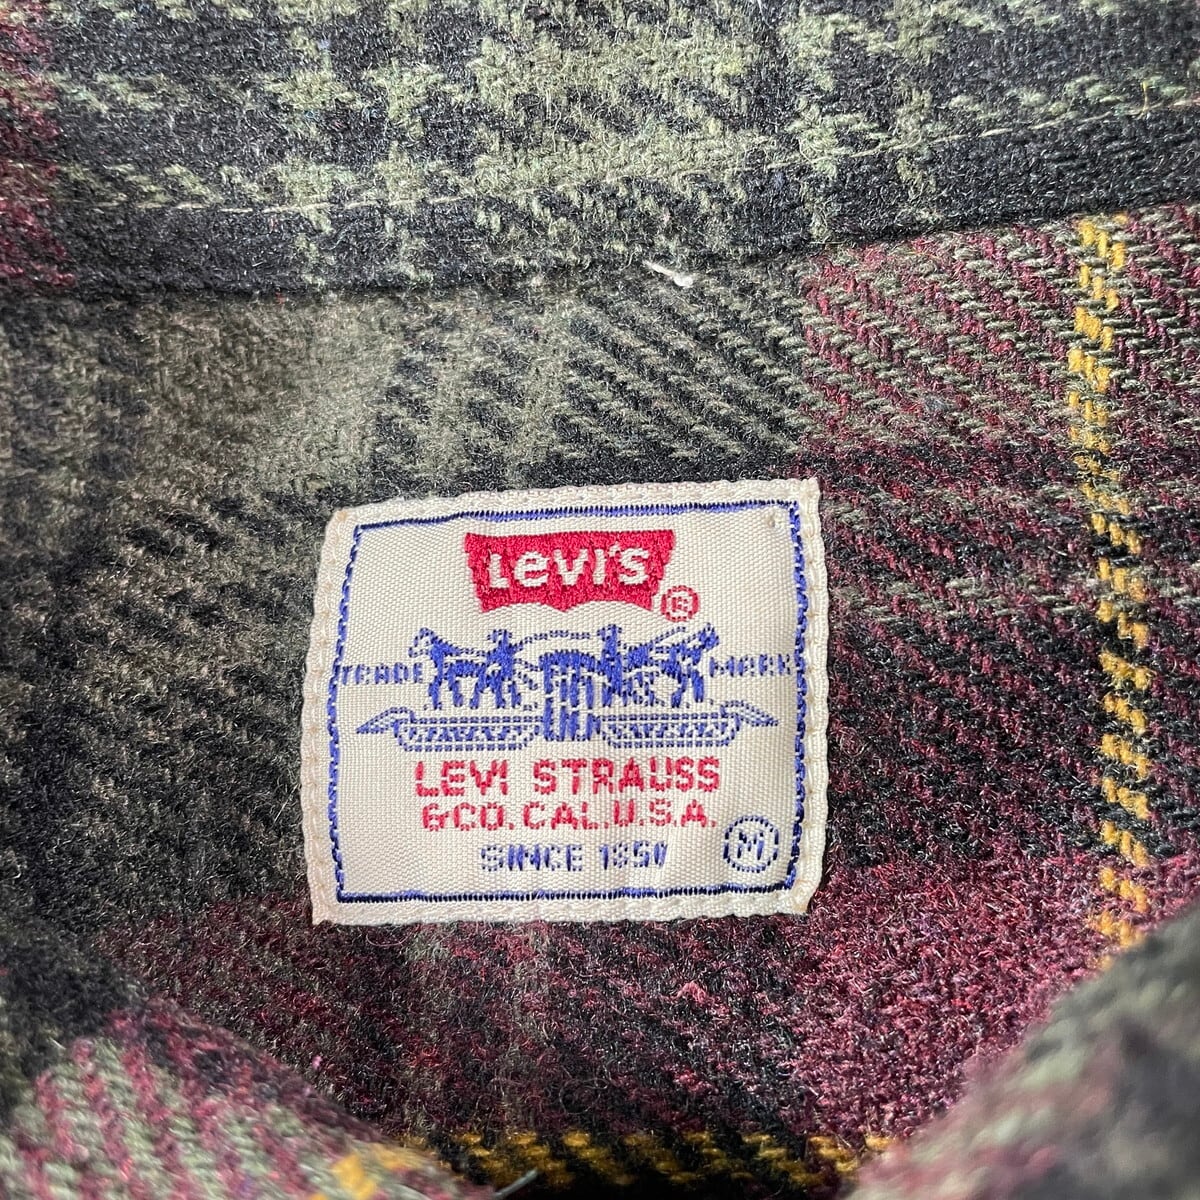 Levi's ®
TRADE MARK
LEVI STRAUSS
& CO. CAL. U.S.A.
SINCE 1850
M